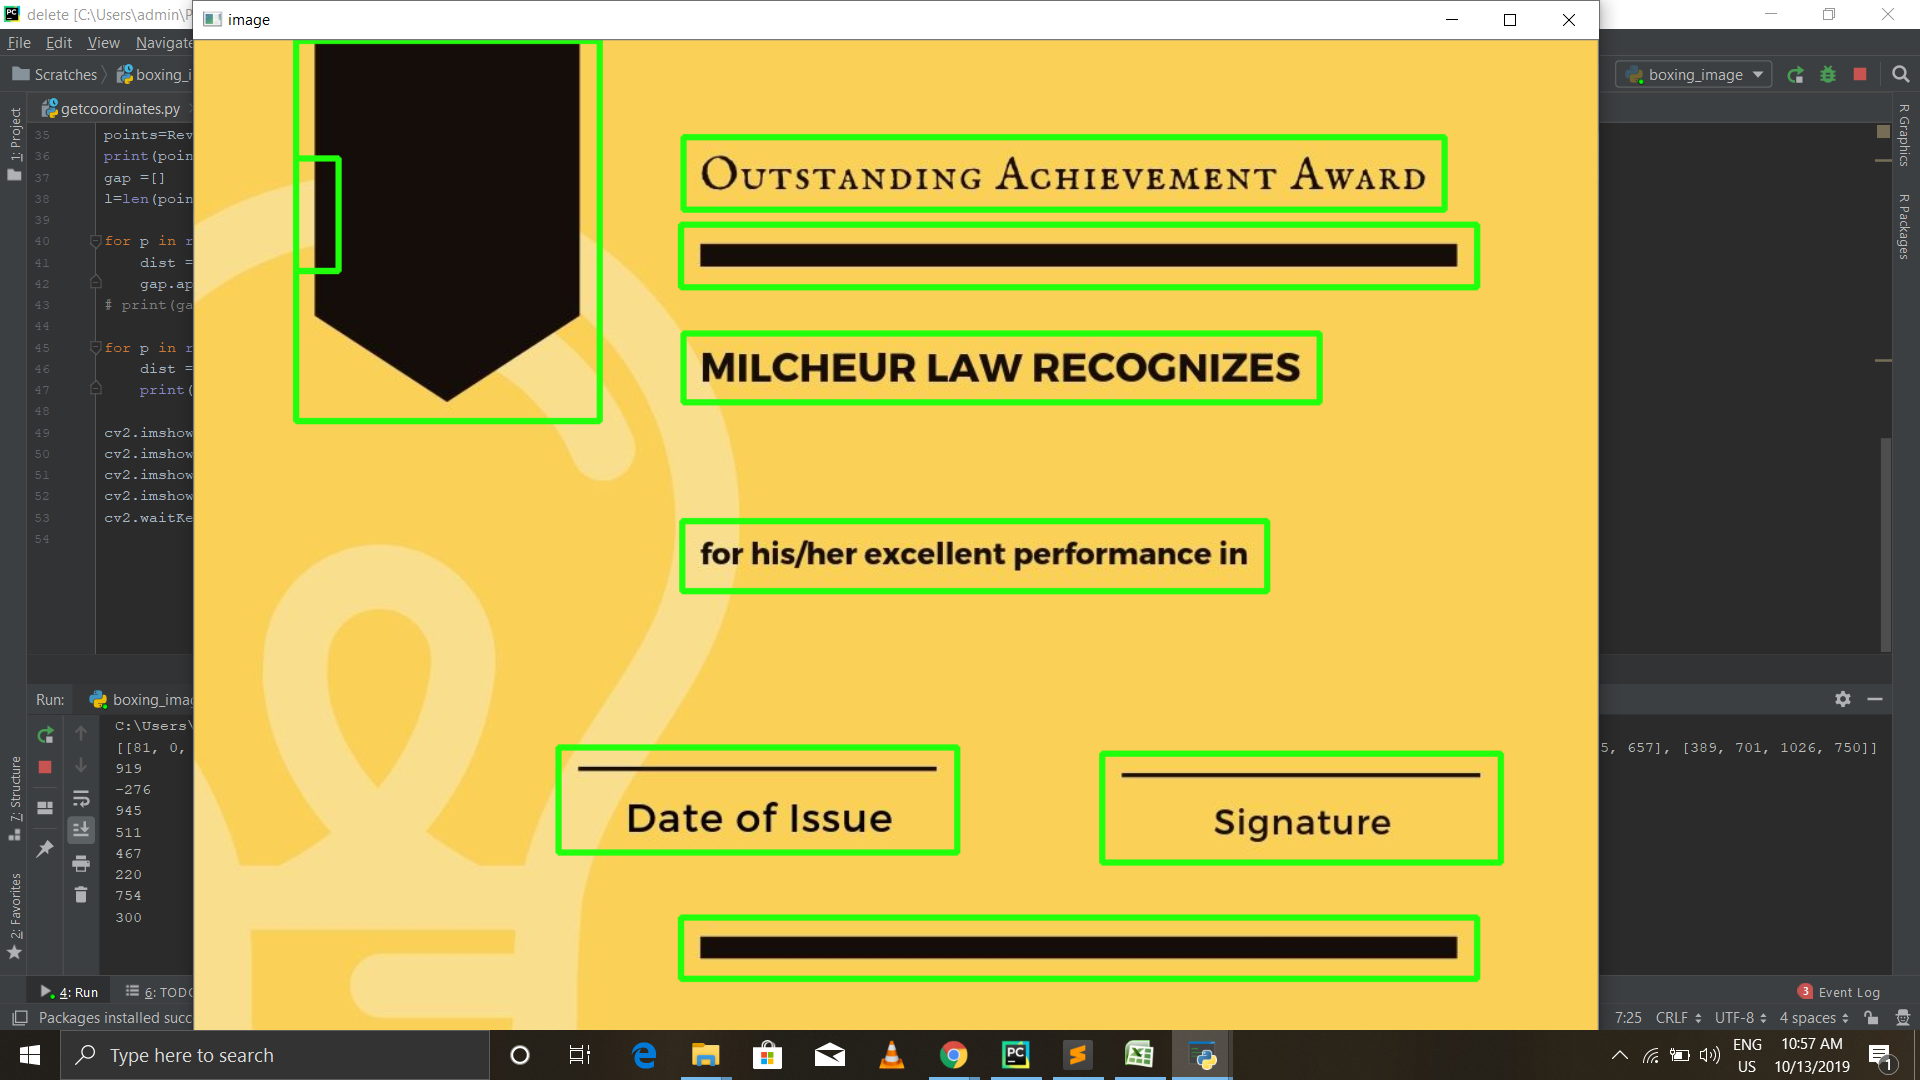 delete [C:\Users\admin\P
image
File Edit View Navigate
Scratches boxing_i
boxing_image
getcoordinates.py
1: Project
R Graphics
R Packages
35 points=Rev
36 print(poin
37 gap =[]
38 l=len(poin
39
40 for p in r
41 dist =
42 gap.ap
43 # print(ga
44
45 for p in r
46 dist =
47 print(
48
49 cv2.imshow
50 cv2.imshow
51 cv2.imshow
52 cv2.imshow
53 cv2.waitKe
54
Outstanding Achievement Award
MILCHEUR LAW RECOGNIZES
for his/her excellent performance in
Date of Issue
Signature
Run: boxing_imag
C:\Users\
[[81, 0,
5, 657], [389, 701, 1026, 750]]
919
-276
945
511
467
220
754
300
7: Structure
2: Favorites
4: Run 6: TODO
3 Event Log
Packages installed succ
7:25 CRLF UTF-8 4 spaces
Type here to search
ENG
US
10:57 AM
10/13/2019
1